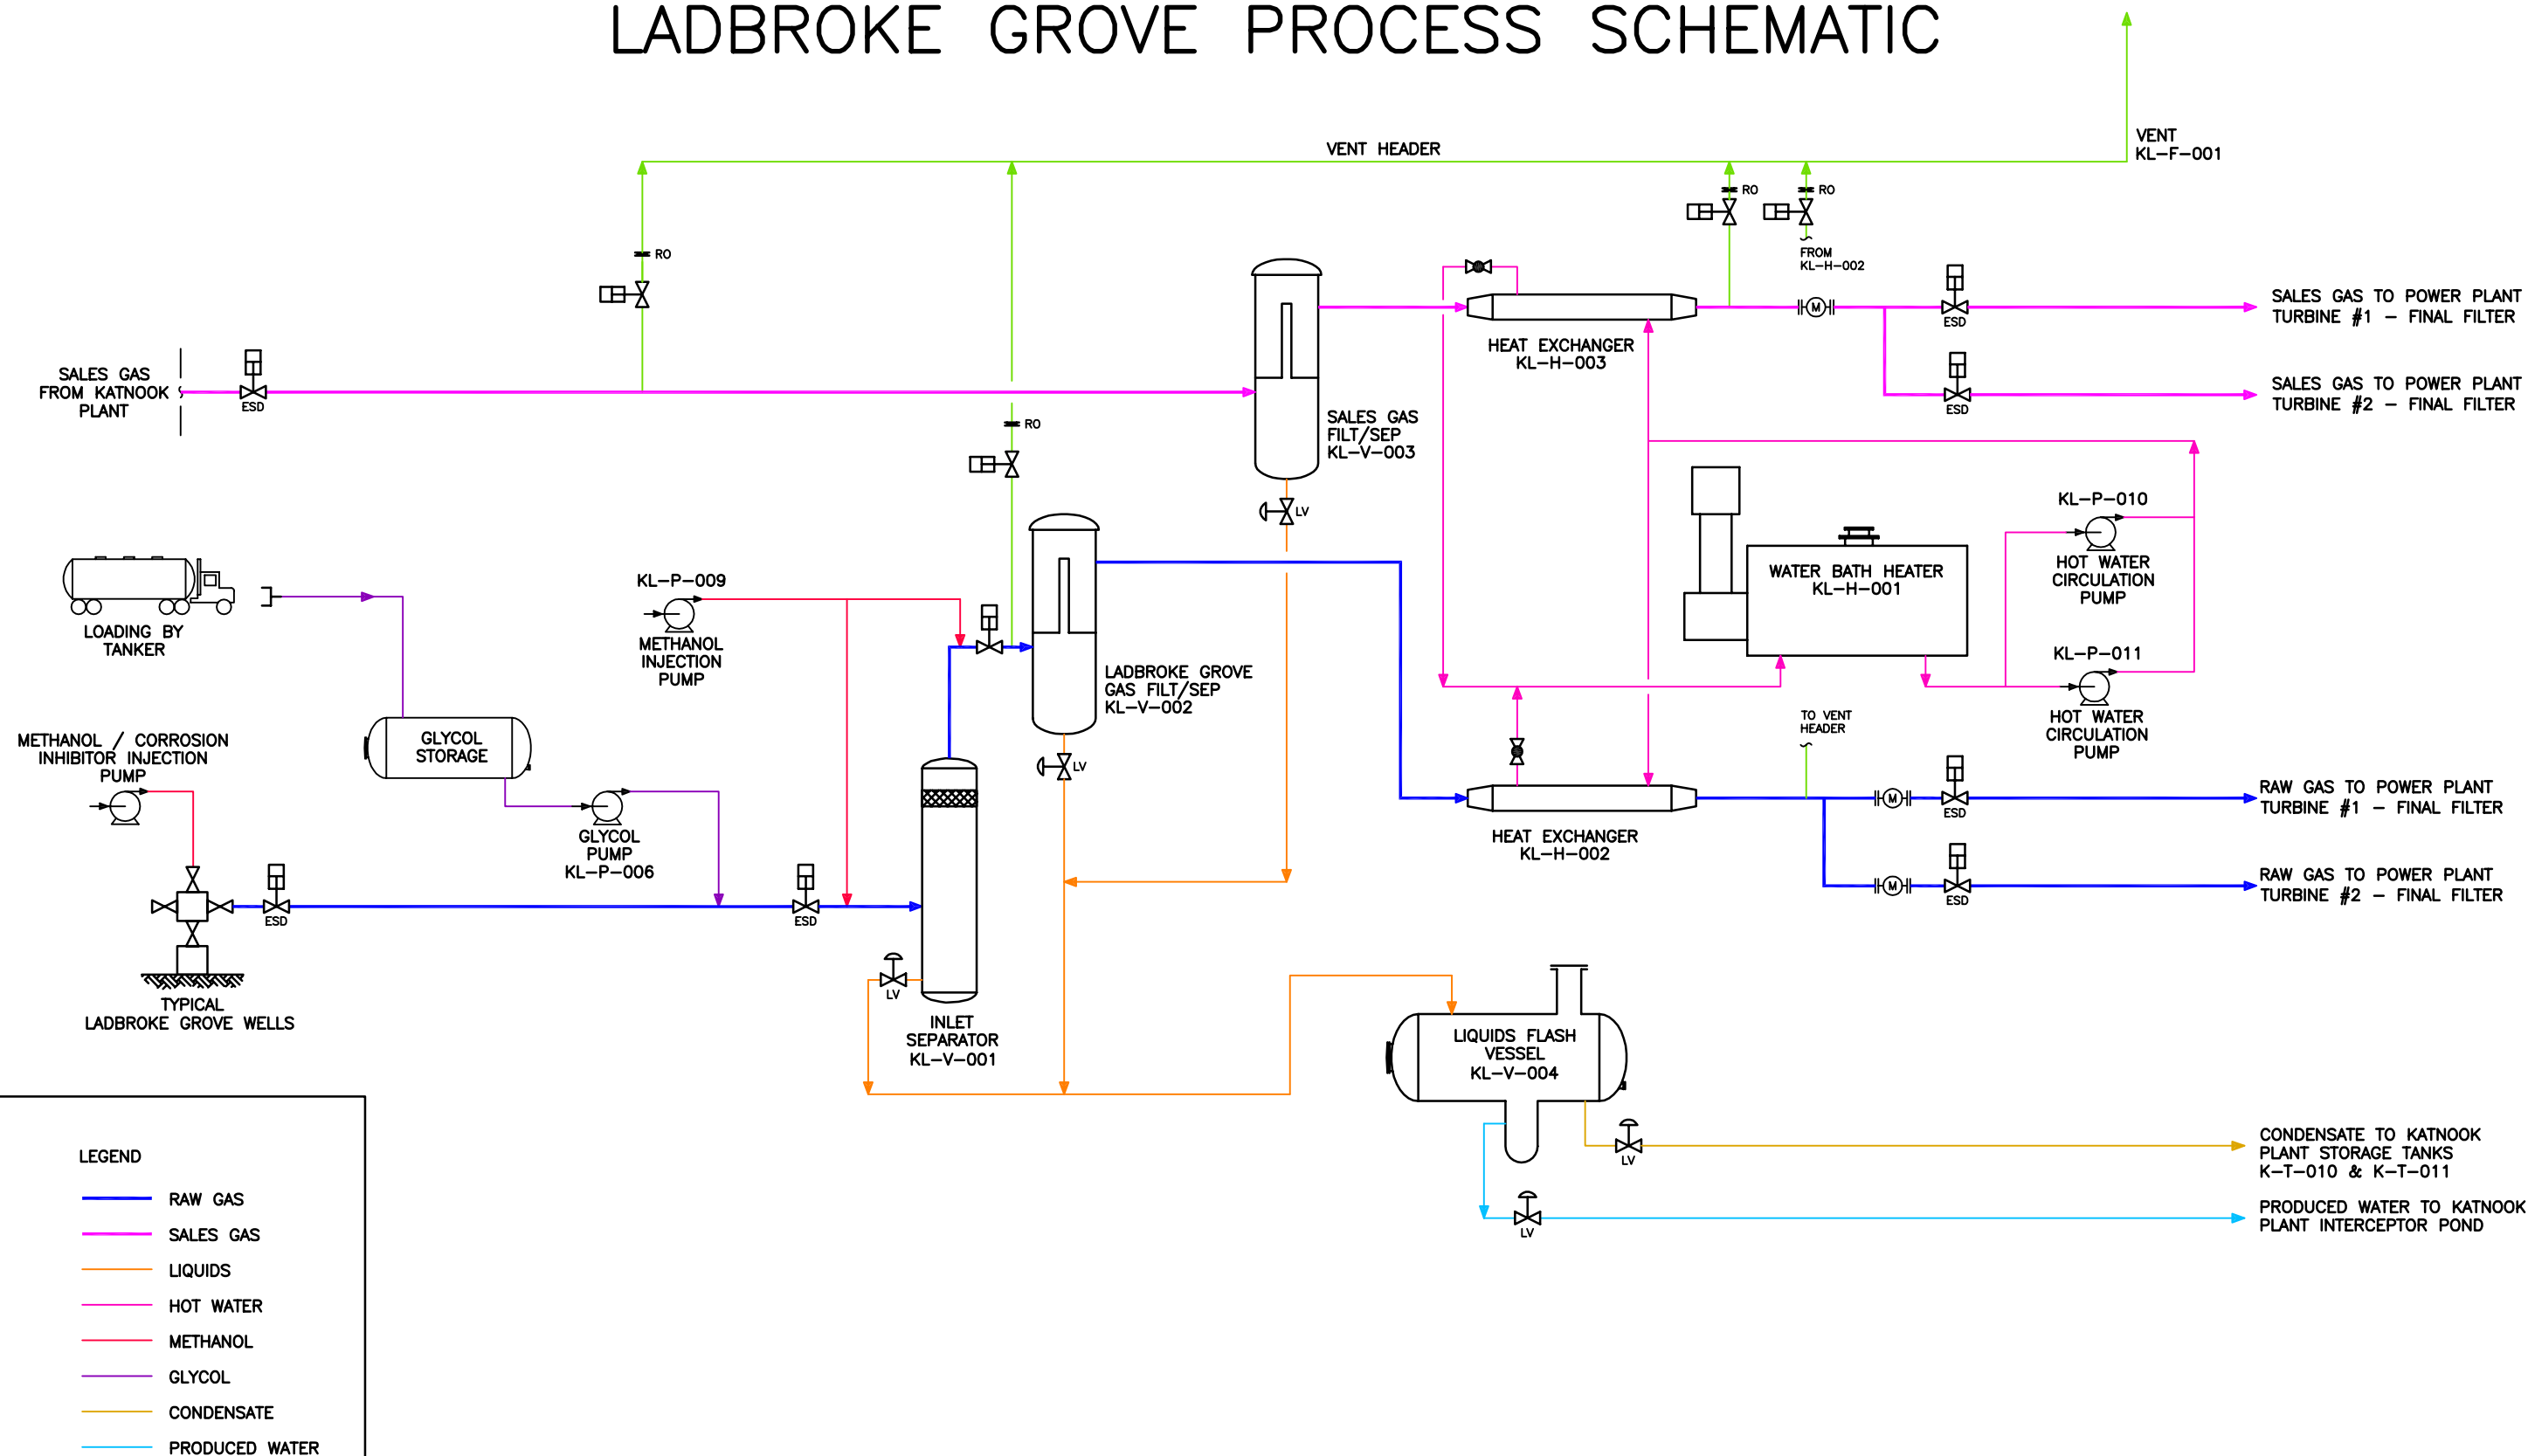 LADBROKE GROVE PROCESS SCHEMATIC
VENT
KL-F-001
VENT HEADER
RO
RO
RO
RO
FROM
KL-H-002
SALES GAS
FROM KATNOOK
PLANT
ESD
HEAT EXCHANGER
KL-H-003
M
ESD
SALES GAS TO POWER PLANT
TURBINE #1 - FINAL FILTER
ESD
SALES GAS TO POWER PLANT
TURBINE #2 - FINAL FILTER
SALES GAS
FILT/SEP
KL-V-003
LV
LOADING BY
TANKER
KL-P-009
METHANOL
INJECTION
PUMP
LADBROKE GROVE
GAS FILT/SEP
KL-V-002
LV
WATER BATH HEATER
KL-H-001
KL-P-010
HOT WATER
CIRCULATION
PUMP
KL-P-011
HOT WATER
CIRCULATION
PUMP
TO VENT
HEADER
METHANOL / CORROSION
INHIBITOR INJECTION
PUMP
GLYCOL
STORAGE
GLYCOL
PUMP
KL-P-006
ESD
ESD
HEAT EXCHANGER
KL-H-002
M
ESD
RAW GAS TO POWER PLANT
TURBINE #1 - FINAL FILTER
M
ESD
RAW GAS TO POWER PLANT
TURBINE #2 - FINAL FILTER
TYPICAL
LADBROKE GROVE WELLS
LV
INLET
SEPARATOR
KL-V-001
LIQUIDS FLASH
VESSEL
KL-V-004
LV
CONDENSATE TO KATNOOK
PLANT STORAGE TANKS
K-T-010 & K-T-011
LV
PRODUCED WATER TO KATNOOK
PLANT INTERCEPTOR POND
LEGEND
RAW GAS
SALES GAS
LIQUIDS
HOT WATER
METHANOL
GLYCOL
CONDENSATE
PRODUCED WATER